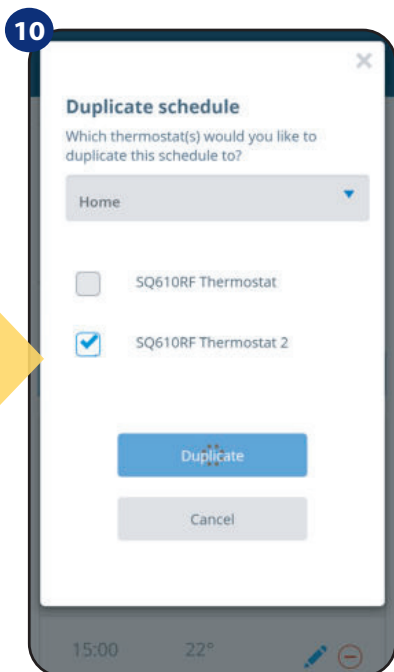 10
Duplicate schedule
Which thermostat(s) would you like to
duplicate this schedule to?
Home
SQ610RF Thermostat
SQ610RF Thermostat 2
Duplicate
Cancel
15:00 22°